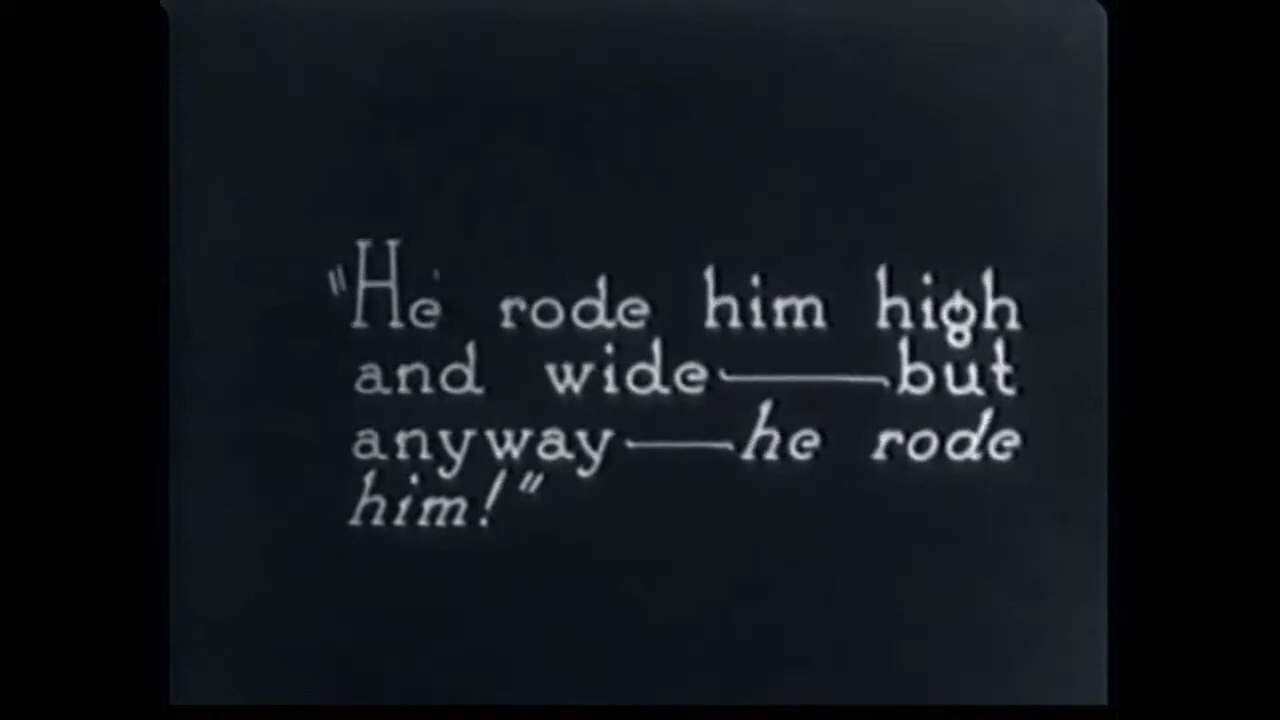 "He rode him high
and wide——but
anyway——he rode
him!"